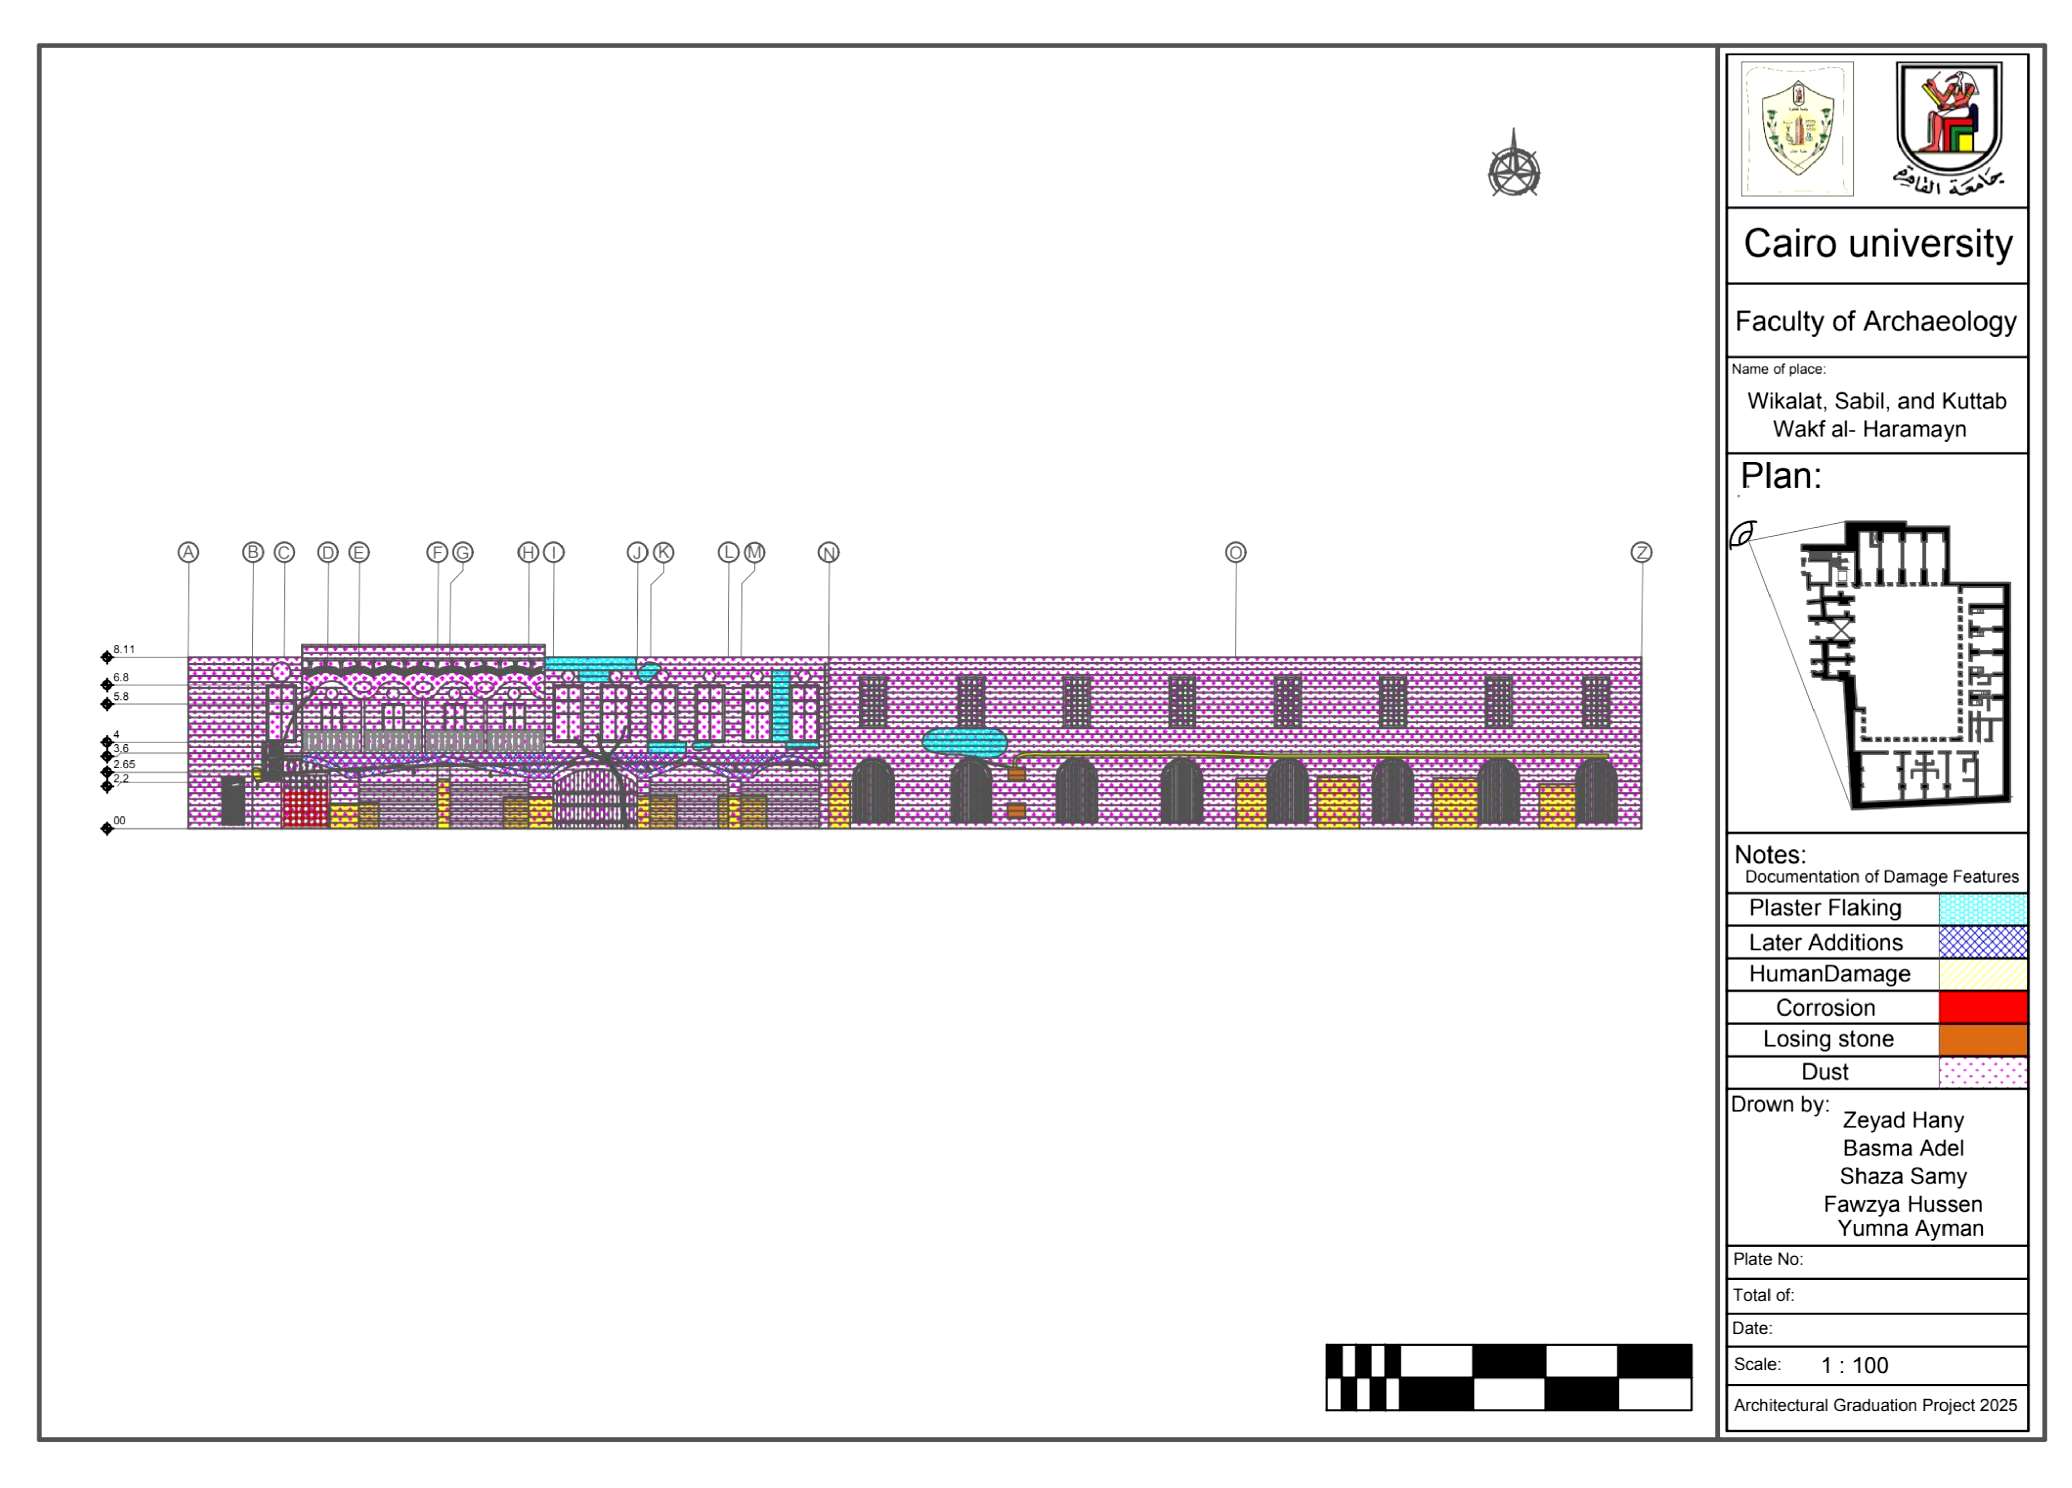 A B C D E F G H I J K L M N O Z
8.11
6.8
5.8
4
3,6
2.65
2,2
00
جامعة القاهرة
Cairo university
Faculty of Archaeology
Name of place:
Wikalat, Sabil, and Kuttab
Wakf al- Haramayn
Plan:
Notes:
Documentation of Damage Features
Plaster Flaking
Later Additions
HumanDamage
Corrosion
Losing stone
Dust
Drown by:
Zeyad Hany
Basma Adel
Shaza Samy
Fawzya Hussen
Yumna Ayman
Plate No:
Total of:
Date:
Scale: 1 : 100
Architectural Graduation Project 2025